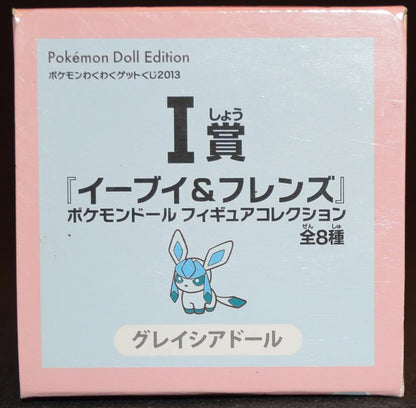 Pokémon Doll Edition
ポケモンわくわくゲットくじ2013
I賞
しょう
『イーブイ&フレンズ』
ポケモンドール フィギュアコレクション
全8種
ぜん しゅ
グレイシアドール